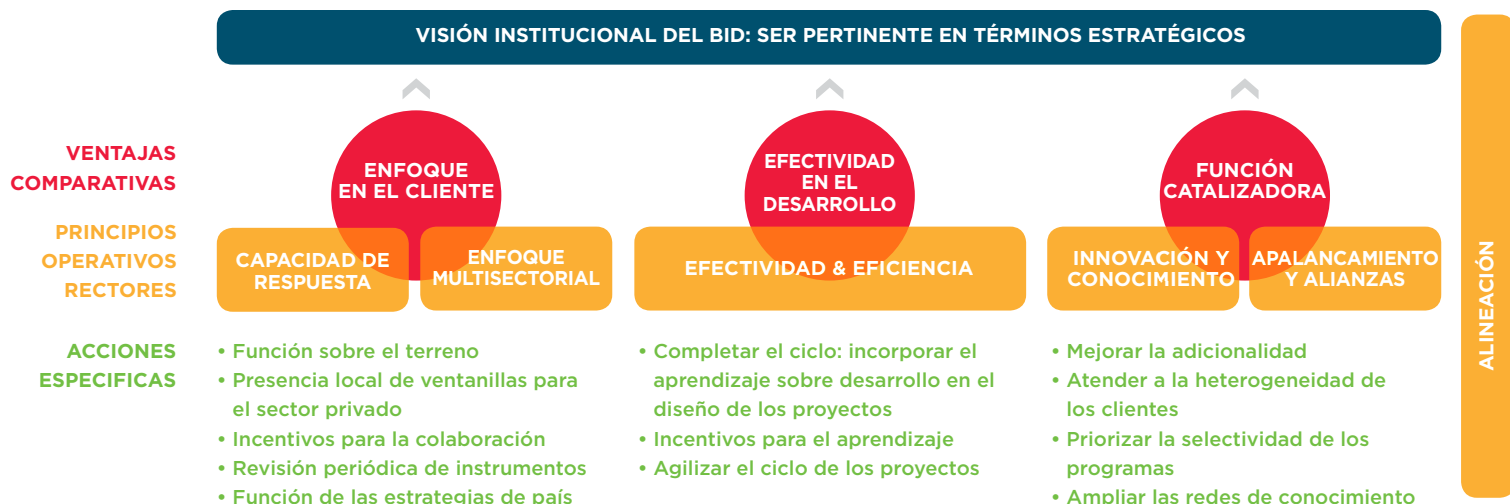 VISIÓN INSTITUCIONAL DEL BID: SER PERTINENTE EN TÉRMINOS ESTRATÉGICOS
VENTAJAS
COMPARATIVAS
ENFOQUE
EN EL CLIENTE
EFECTIVIDAD
EN EL
DESARROLLO
FUNCIÓN
CATALIZADORA
PRINCIPIOS
OPERATIVOS
RECTORES
CAPACIDAD DE
RESPUESTA
ENFOQUE
MULTISECTORIAL
EFECTIVIDAD & EFICIENCIA
INNOVACIÓN Y
CONOCIMIENTO
APALANCAMIENTO
Y ALIANZAS
ACCIONES
ESPECIFICAS
• Función sobre el terreno
• Presencia local de ventanillas para
el sector privado
• Incentivos para la colaboración
• Revisión periódica de instrumentos
• Función de las estrategias de país
• Completar el ciclo: incorporar el
aprendizaje sobre desarrollo en el
diseño de los proyectos
• Incentivos para el aprendizaje
• Agilizar el ciclo de los proyectos
• Mejorar la adicionalidad
• Atender a la heterogeneidad de
los clientes
• Priorizar la selectividad de los
programas
• Ampliar las redes de conocimiento
ALINEACIÓN